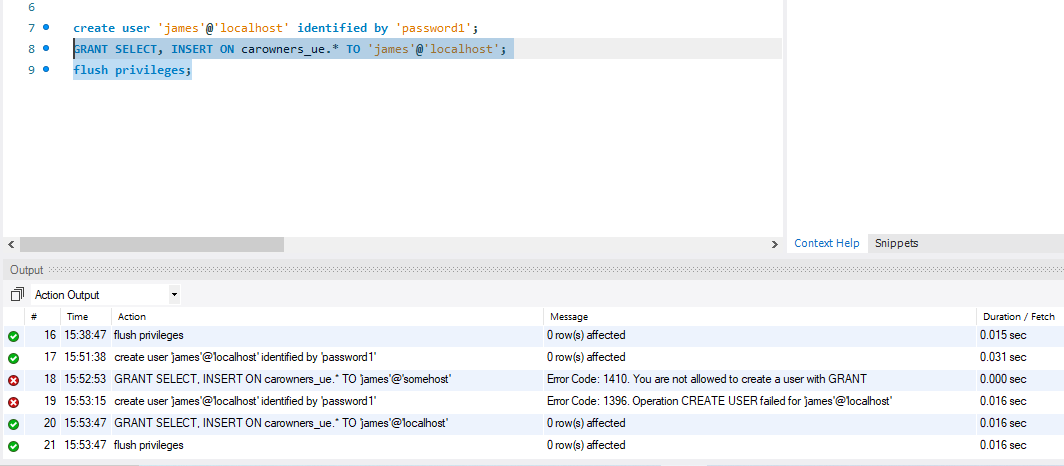 6
7 create user 'james'@'localhost' identified by 'password1';
8 GRANT SELECT, INSERT ON carowners_ue.* TO 'james'@'localhost';
9 flush privileges;
Context Help Snippets
Output
Action Output
# Time Action Message Duration / Fetch
16 15:38:47 flush privileges 0 row(s) affected 0.015 sec
17 15:51:38 create user 'james'@'localhost' identified by 'password1' 0 row(s) affected 0.031 sec
18 15:52:53 GRANT SELECT, INSERT ON carowners_ue.* TO 'james'@'somehost' Error Code: 1410. You are not allowed to create a user with GRANT 0.000 sec
19 15:53:15 create user 'james'@'localhost' identified by 'password1' Error Code: 1396. Operation CREATE USER failed for 'james'@'localhost' 0.016 sec
20 15:53:47 GRANT SELECT, INSERT ON carowners_ue.* TO 'james'@'localhost' 0 row(s) affected 0.016 sec
21 15:53:47 flush privileges 0 row(s) affected 0.016 sec